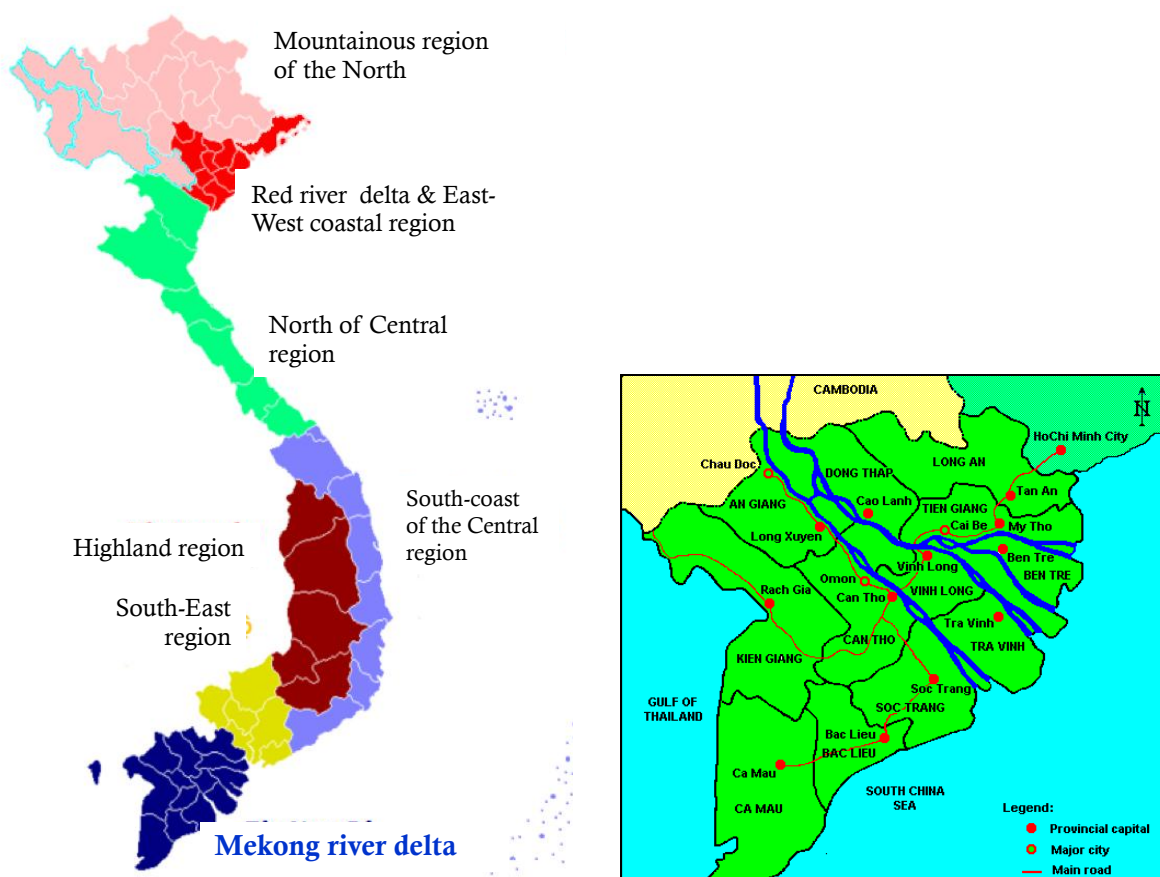 Mountainous region
of the North
Red river delta & East-
West coastal region
North of Central
region
South-coast
of the Central
region
Highland region
South-East
region
Mekong river delta
CAMBODIA
N
HoChi Minh City
LONG AN
Chau Doc
DONG THAP
Tan An
AN GIANG
Cao Lanh
TIEN GIANG
Cai Be
My Tho
Long Xuyen
Ben Tre
Vinh Long
BEN TRE
Omon
Rach Gia
Can Tho
VINH LONG
Tra Vinh
CAN THO
TRA VINH
KIEN GIANG
Soc Trang
GULF OF
THAILAND
SOC TRANG
Bac Lieu
BAC LIEU
Ca Mau
SOUTH CHINA
SEA
CA MAU
Legend:
Provincial capital
Major city
Main road